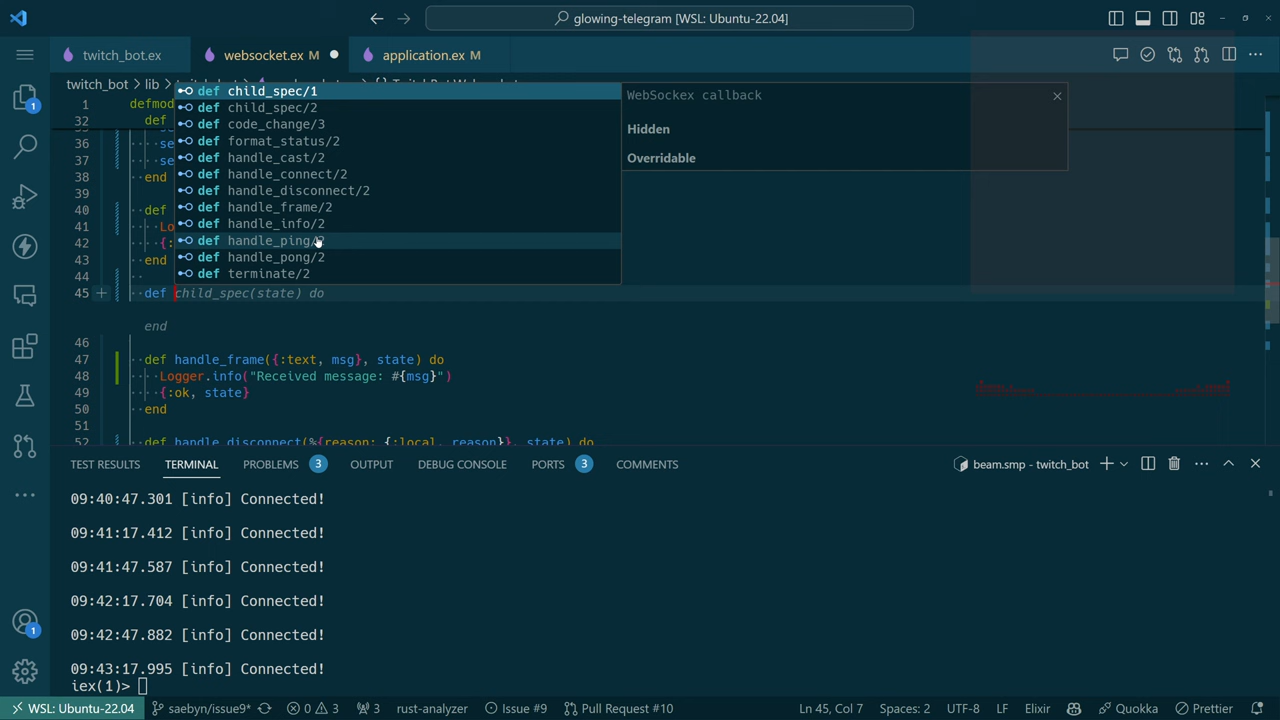 glowing-telegram [WSL: Ubuntu-22.04]
twitch_bot.ex
websocket.ex M
application.ex M
twitch_bot > lib >
1 defmod
32 def
36 se
37 se
38 end
39
40 def
41 Lo
42 {:
43 end
44
45 def child_spec(state) do
end
46
47 def handle_frame({:text, msg}, state) do
48 Logger.info("Received message: #{msg}")
49 {:ok, state}
50 end
51
52 def handle_disconnect(%{reason: {:local, reason}}, state) do
def child_spec/1
def child_spec/2
def code_change/3
def format_status/2
def handle_cast/2
def handle_connect/2
def handle_disconnect/2
def handle_frame/2
def handle_info/2
def handle_ping/2
def handle_pong/2
def terminate/2
WebSockex callback
Hidden
Overridable
TEST RESULTS TERMINAL PROBLEMS 3 OUTPUT DEBUG CONSOLE PORTS 3 COMMENTS
beam.smp - twitch_bot
09:40:47.301 [info] Connected!
09:41:17.412 [info] Connected!
09:41:47.587 [info] Connected!
09:42:17.704 [info] Connected!
09:42:47.882 [info] Connected!
09:43:17.995 [info] Connected!
iex(1)>
1
1
WSL: Ubuntu-22.04 saebyn/issue9* 0 3 3 rust-analyzer Issue #9 Pull Request #10 Ln 45, Col 7 Spaces: 2 UTF-8 LF Elixir Quokka Prettier